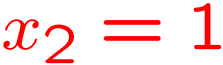 x₂ = 1